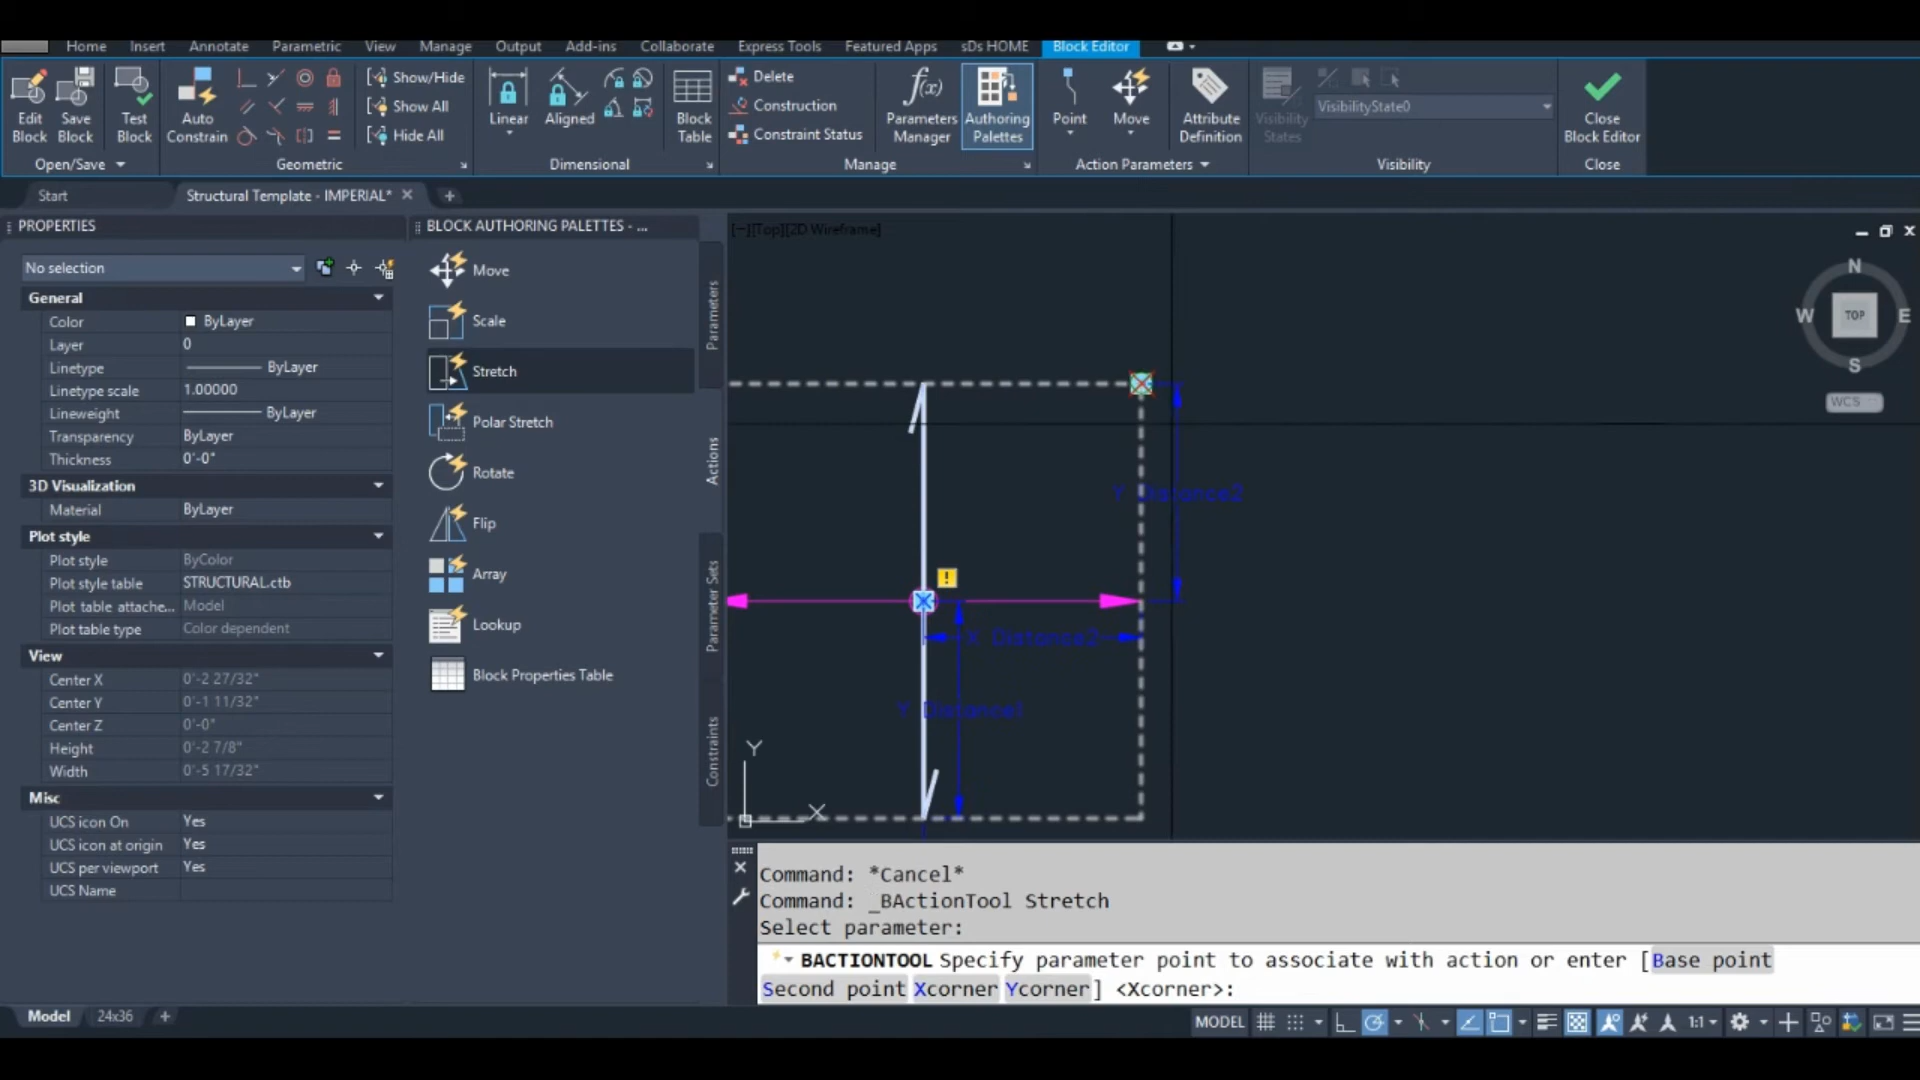 Home Insert Annotate Parametric View Manage Output Add-ins Collaborate Express Tools Featured Apps sDs HOME Block Editor
Edit Block
Save Block
Test Block
Open/Save
Auto Constrain
Show/Hide
Show All
Hide All
Geometric
Linear
Aligned
Dimensional
Block Table
Delete
Construction
Constraint Status
Parameters Manager
Authoring Palettes
Manage
Point
Move
Attribute Definition
Action Parameters
Visibility States
VisibilityState0
Visibility
Close Block Editor
Close
Start
Structural Template - IMPERIAL*
PROPERTIES
No selection
General
Color ByLayer
Layer 0
Linetype ByLayer
Linetype scale 1.00000
Lineweight ByLayer
Transparency ByLayer
Thickness 0'-0"
3D Visualization
Material ByLayer
Plot style
Plot style ByColor
Plot style table STRUCTURAL.ctb
Plot table attache... Model
Plot table type Color dependent
View
Center X 0'-2 27/32"
Center Y 0'-1 11/32"
Center Z 0'-0"
Height 0'-2 7/8"
Width 0'-5 17/32"
Misc
UCS icon On Yes
UCS icon at origin Yes
UCS per viewport Yes
UCS Name
BLOCK AUTHORING PALETTES - ...
Move
Scale
Stretch
Polar Stretch
Rotate
Flip
Array
Lookup
Block Properties Table
Parameters
Actions
Parameter Sets
Constraints
[−][Top][2D Wireframe]
N
W TOP E
S
WCS
Y Distance2
!
X Distance2
Y Distance1
Y
X
Command: *Cancel*
Command: _BActionTool Stretch
Select parameter:
BACTIONTOOL Specify parameter point to associate with action or enter [Base point
Second point Xcorner Ycorner] <Xcorner>:
Model 24x36 +
MODEL 1:1